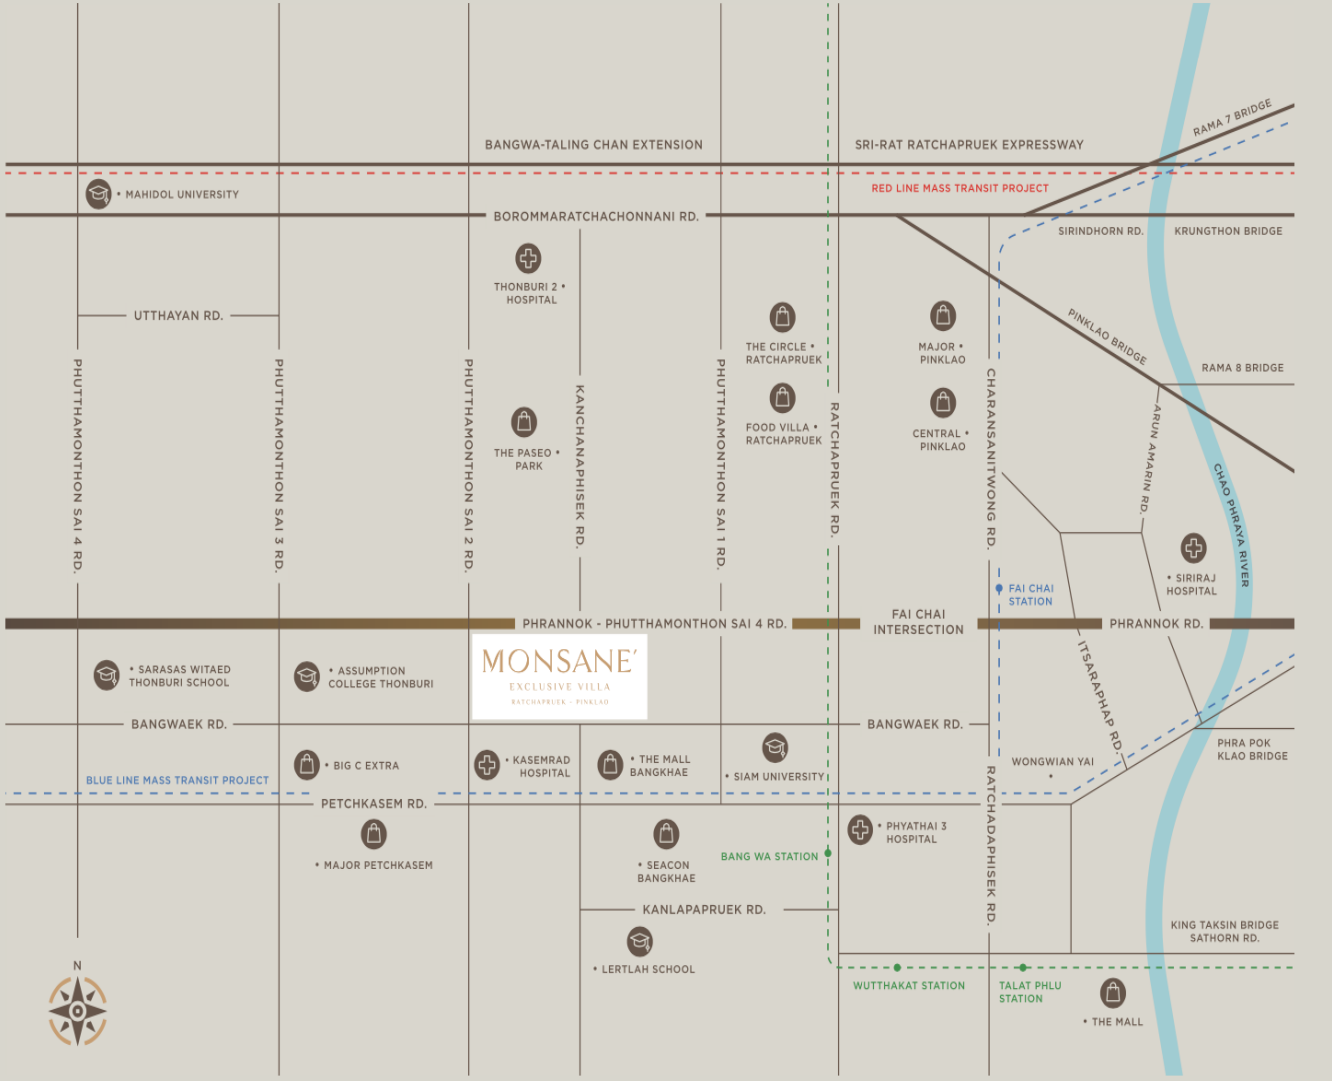 RAMA 7 BRIDGE
BANGWA-TALING CHAN EXTENSION
SRI-RAT RATCHAPRUEK EXPRESSWAY
RED LINE MASS TRANSIT PROJECT
• MAHIDOL UNIVERSITY
BOROMMARATCHACHONNANI RD.
SIRINDHORN RD.
KRUNGTHON BRIDGE
THONBURI 2 •
HOSPITAL
UTTHAYAN RD.
PINKLAO BRIDGE
THE CIRCLE •
RATCHAPRUEK
MAJOR •
PINKLAO
RAMA 8 BRIDGE
PHUTTHAMONTHON SAI 4 RD.
PHUTTHAMONTHON SAI 3 RD.
PHUTTHAMONTHON SAI 2 RD.
KANCHANAPHISEK RD.
PHUTTHAMONTHON SAI 1 RD.
RATCHAPRUEK RD.
CHARANSANITWONG RD.
ARUN AMARIN RD.
CHAO PHRAYA RIVER
FOOD VILLA •
RATCHAPRUEK
CENTRAL •
PINKLAO
THE PASEO •
PARK
• SIRIRAJ
HOSPITAL
FAI CHAI
STATION
PHRANNOK - PHUTTHAMONTHON SAI 4 RD.
FAI CHAI
INTERSECTION
PHRANNOK RD.
MONSANE´
EXCLUSIVE VILLA
RATCHAPRUEK - PINKLAO
• SARASAS WITAED
THONBURI SCHOOL
• ASSUMPTION
COLLEGE THONBURI
ITSARAPHAP RD.
BANGWAEK RD.
BANGWAEK RD.
PHRA POK
KLAO BRIDGE
• BIG C EXTRA
• KASEMRAD
HOSPITAL
• THE MALL
BANGKHAE
• SIAM UNIVERSITY
WONGWIAN YAI
•
BLUE LINE MASS TRANSIT PROJECT
PETCHKASEM RD.
RATCHADAPHISEK RD.
• MAJOR PETCHKASEM
• SEACON
BANGKHAE
BANG WA STATION
• PHYATHAI 3
HOSPITAL
KANLAPAPRUEK RD.
KING TAKSIN BRIDGE
SATHORN RD.
• LERTLAH SCHOOL
N
WUTTHAKAT STATION
TALAT PHLU
STATION
• THE MALL